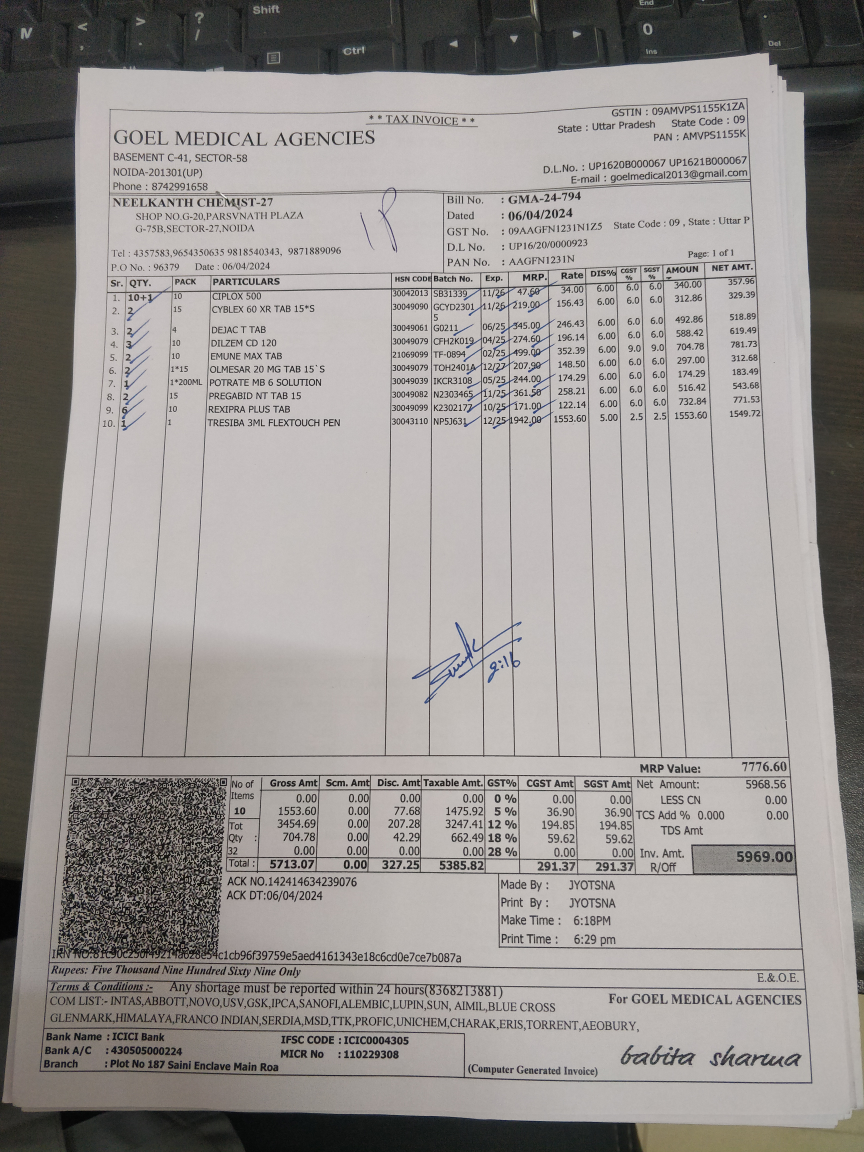 ** TAX INVOICE **
GOEL MEDICAL AGENCIES
BASEMENT C-41, SECTOR-58
NOIDA-201301(UP)
Phone : 8742991658
GSTIN : 09AMVPS1155K1ZA
State : Uttar Pradesh State Code : 09
PAN : AMVPS1155K
D.L.No. : UP1620B000067 UP1621B000067
E-mail : goelmedical2013@gmail.com
NEELKANTH CHEMIST-27
SHOP NO.G-20,PARSVNATH PLAZA
G-75B,SECTOR-27,NOIDA
Tel : 4357583,9654350635 9818540343, 9871889096
P.O No. : 96379 Date : 06/04/2024
Bill No. : GMA-24-794
Dated : 06/04/2024
GST No. : 09AAGFN1231N1Z5 State Code : 09 , State : Uttar P
D.L No. : UP16/20/0000923
PAN No. : AAGFN1231N Page: 1 of 1
Sr. QTY. PACK PARTICULARS HSN CODE Batch No. Exp. MRP. Rate DIS% CGST % SGST % AMOUN NET AMT.
1. 10+1 10 CIPLOX 500 30042013 SB31339 11/26 47.60 34.00 6.00 6.0 6.0 340.00 357.96
2. 2 15 CYBLEX 60 XR TAB 15*S 30049090 GCYD2301 11/26 219.00 156.43 6.00 6.0 6.0 312.86 329.39
5
3. 2 4 DEJAC T TAB 30049061 G0211 06/25 345.00 246.43 6.00 6.0 6.0 492.86 518.89
4. 3 10 DILZEM CD 120 30049079 CFH2K019 04/25 274.60 196.14 6.00 6.0 6.0 588.42 619.49
5. 2 10 EMUNE MAX TAB 21069099 TF-0894 02/25 499.00 352.39 6.00 9.0 9.0 704.78 781.73
6. 2 1*15 OLMESAR 20 MG TAB 15`S 30049079 TOH2401A 12/27 207.90 148.50 6.00 6.0 6.0 297.00 312.68
7. 1 1*200ML POTRATE MB 6 SOLUTION 30049039 IKCR3108 05/25 244.00 174.29 6.00 6.0 6.0 174.29 183.49
8. 2 15 PREGABID NT TAB 15 30049082 N2303465 11/25 361.50 258.21 6.00 6.0 6.0 516.42 543.68
9. 6 10 REXIPRA PLUS TAB 30049099 K2302177 10/25 171.00 122.14 6.00 6.0 6.0 732.84 771.53
10. 1 1 TRESIBA 3ML FLEXTOUCH PEN 30043110 NP5J631 12/25 1942.00 1553.60 5.00 2.5 2.5 1553.60 1549.72
2:16
MRP Value: 7776.60
No of Items 10
Tot Qty : 32
Gross Amt Scm. Amt Disc. Amt Taxable Amt. GST% CGST Amt SGST Amt
0.00 0.00 0.00 0.00 0 % 0.00 0.00
1553.60 0.00 77.68 1475.92 5 % 36.90 36.90
3454.69 0.00 207.28 3247.41 12 % 194.85 194.85
704.78 0.00 42.29 662.49 18 % 59.62 59.62
0.00 0.00 0.00 0.00 28 % 0.00 0.00
Total : 5713.07 0.00 327.25 5385.82 291.37 291.37
Net Amount: 5968.56
LESS CN 0.00
TCS Add % 0.000 0.00
TDS Amt
Inv. Amt. 5969.00
R/Off
ACK NO.142414634239076
ACK DT:06/04/2024
Made By : JYOTSNA
Print By : JYOTSNA
Make Time : 6:18PM
Print Time : 6:29 pm
Rupees: Five Thousand Nine Hundred Sixty Nine Only
E.& O.E.
Terms & Conditions :- Any shortage must be reported within 24 hours(8368213881)
COM LIST:- INTAS,ABBOTT,NOVO,USV,GSK,IPCA,SANOFI,ALEMBIC,LUPIN,SUN, AIMIL,BLUE CROSS
GLENMARK,HIMALAYA,FRANCO INDIAN,SERDIA,MSD,TTK,PROFIC,UNICHEM,CHARAK,ERIS,TORRENT,AEOBURY,
For GOEL MEDICAL AGENCIES
Bank Name : ICICI Bank IFSC CODE : ICIC0004305
Bank A/C : 430505000224 MICR No : 110229308
Branch : Plot No 187 Saini Enclave Main Roa
(Computer Generated Invoice)
babita sharma
Shift
Ctrl
End
0
Ins
Del